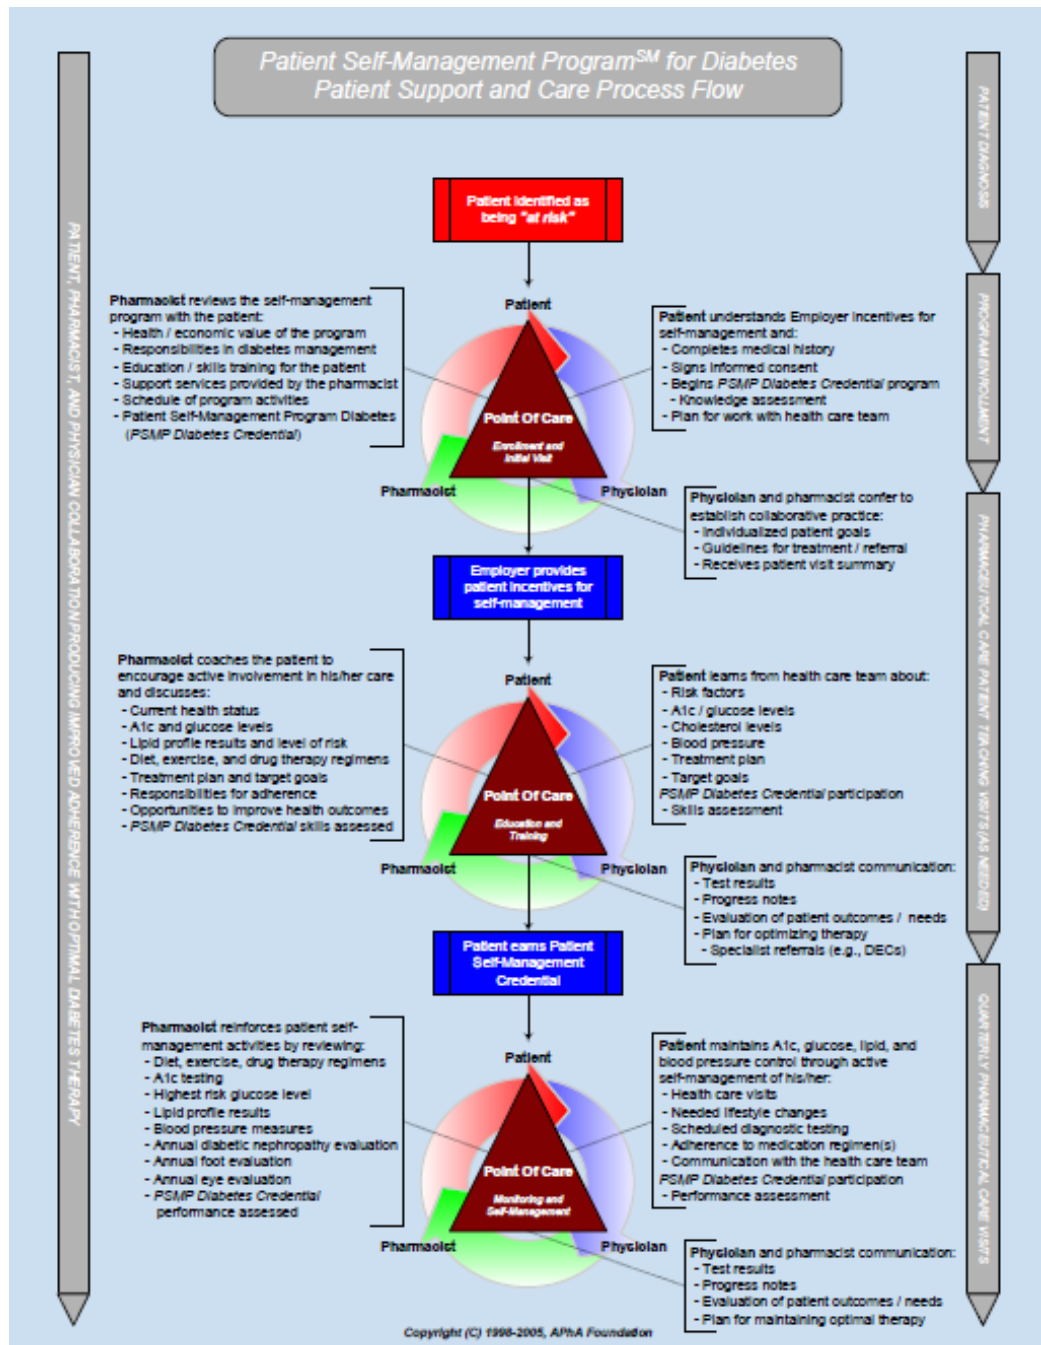 Patient Self-Management Program℠ for Diabetes
Patient Support and Care Process Flow
PATIENT, PHARMACIST, AND PHYSICIAN COLLABORATION PRODUCING IMPROVED ADHERENCE WITH OPTIMAL DIABETES THERAPY
PATIENT DIAGNOSIS
Patient identified as
being "at risk"
PROGRAM ENROLLMENT
Pharmacist reviews the self-management
program with the patient:
- Health / economic value of the program
- Responsibilities in diabetes management
- Education / skills training for the patient
- Support services provided by the pharmacist
- Schedule of program activities
- Patient Self-Management Program Diabetes
(PSMP Diabetes Credential)
Patient
Point Of Care
Enrollment and
Initial Visit
Pharmacist
Physician
Patient understands Employer Incentives for
self-management and:
- Completes medical history
- Signs informed consent
- Begins PSMP Diabetes Credential program
- Knowledge assessment
- Plan for work with health care team
Physician and pharmacist confer to
establish collaborative practice:
- Individualized patient goals
- Guidelines for treatment / referral
- Receives patient visit summary
PHARMACEUTICAL CARE PATIENT TEACHING VISITS (AS NEEDED)
Employer provides
patient incentives for
self-management
Pharmacist coaches the patient to
encourage active involvement in his/her care
and discusses:
- Current health status
- A1c and glucose levels
- Lipid profile results and level of risk
- Diet, exercise, and drug therapy regimens
- Treatment plan and target goals
- Responsibilities for adherence
- Opportunities to improve health outcomes
- PSMP Diabetes Credential skills assessed
Patient
Point Of Care
Education and
Training
Pharmacist
Physician
Patient learns from health care team about:
- Risk factors
- A1c / glucose levels
- Cholesterol levels
- Blood pressure
- Treatment plan
- Target goals
PSMP Diabetes Credential participation
- Skills assessment
Physician and pharmacist communication:
- Test results
- Progress notes
- Evaluation of patient outcomes / needs
- Plan for optimizing therapy
- Specialist referrals (e.g., DECs)
Patient earns Patient
Self-Management
Credential
QUARTERLY PHARMACEUTICAL CARE VISITS
Pharmacist reinforces patient self-
management activities by reviewing:
- Diet, exercise, drug therapy regimens
- A1c testing
- Highest risk glucose level
- Lipid profile results
- Blood pressure measures
- Annual diabetic nephropathy evaluation
- Annual foot evaluation
- Annual eye evaluation
- PSMP Diabetes Credential
performance assessed
Patient
Point Of Care
Monitoring and
Self-Management
Pharmacist
Physician
Patient maintains A1c, glucose, lipid, and
blood pressure control through active
self-management of his/her:
- Health care visits
- Needed lifestyle changes
- Scheduled diagnostic testing
- Adherence to medication regimen(s)
- Communication with the health care team
PSMP Diabetes Credential participation
- Performance assessment
Physician and pharmacist communication:
- Test results
- Progress notes
- Evaluation of patient outcomes / needs
- Plan for maintaining optimal therapy
Copyright (C) 1998-2005, APhA Foundation